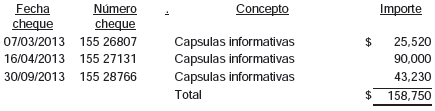 Fecha cheque Número cheque . Concepto Importe
07/03/2013 155 26807 Capsulas informativas $ 25,520
16/04/2013 155 27131 Capsulas informativas 90,000
30/09/2013 155 28766 Capsulas informativas 43,230
Total $ 158,750